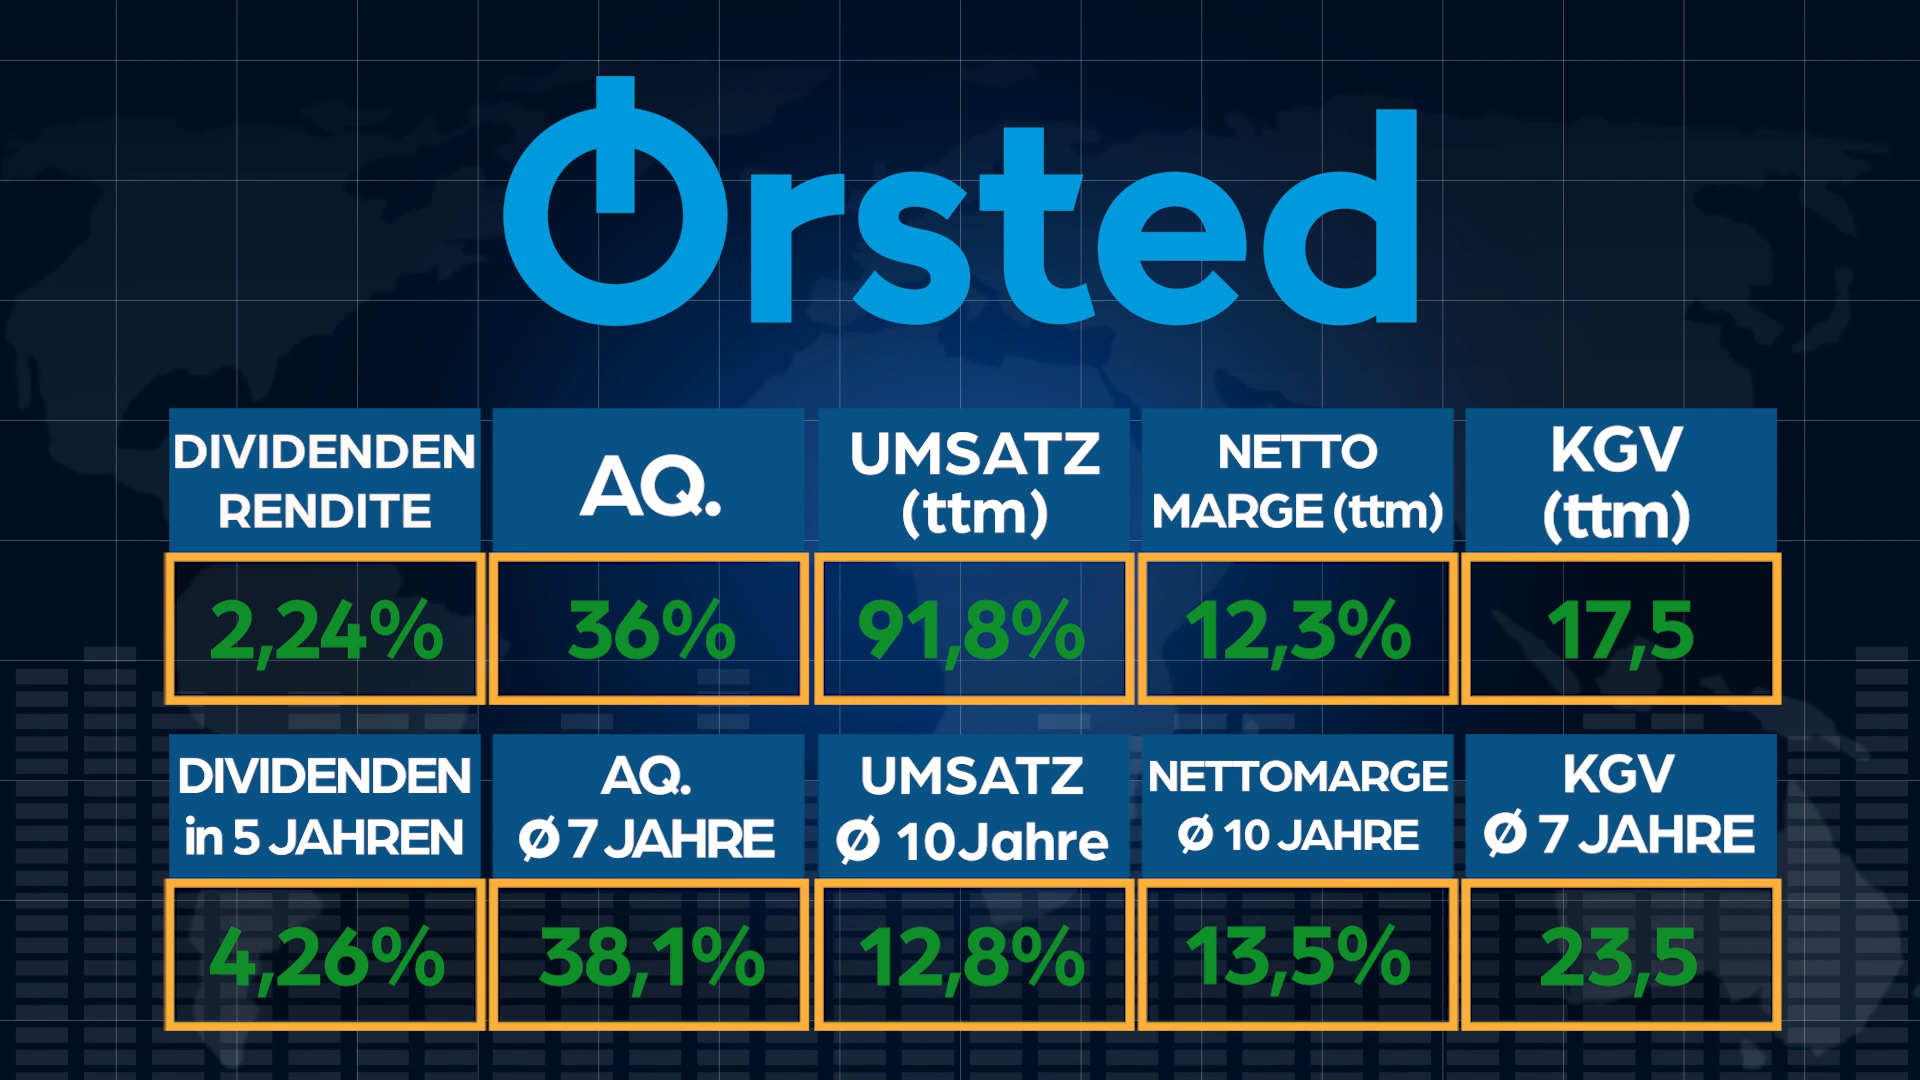 Ørsted
DIVIDENDEN
RENDITE
AQ.
UMSATZ
(ttm)
NETTO
MARGE (ttm)
KGV
(ttm)
2,24%
36%
91,8%
12,3%
17,5
DIVIDENDEN
in 5 JAHREN
AQ.
Ø 7 JAHRE
UMSATZ
Ø 10Jahre
NETTOMARGE
Ø 10 JAHRE
KGV
Ø 7 JAHRE
4,26%
38,1%
12,8%
13,5%
23,5